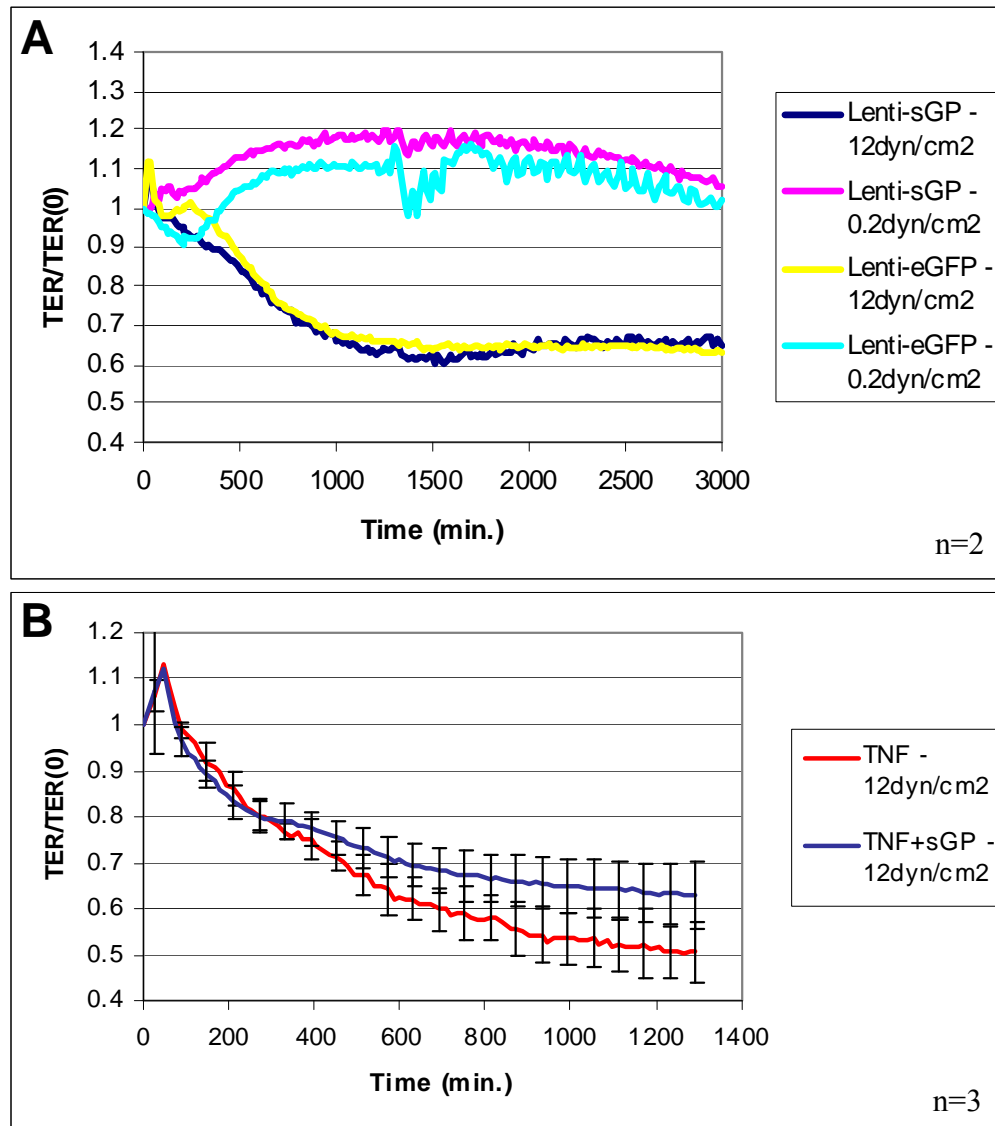 A
1.4
1.3
1.2
1.1
1
0.9
0.8
0.7
0.6
0.5
0.4
TER/TER(0)
0 500 1000 1500 2000 2500 3000
Time (min.)
Lenti-sGP -
12dyn/cm2
Lenti-sGP -
0.2dyn/cm2
Lenti-eGFP -
12dyn/cm2
Lenti-eGFP -
0.2dyn/cm2
n=2
B
1.2
1.1
1
0.9
0.8
0.7
0.6
0.5
0.4
TER/TER(0)
0 200 400 600 800 1000 1200 1400
Time (min.)
TNF -
12dyn/cm2
TNF+sGP -
12dyn/cm2
n=3